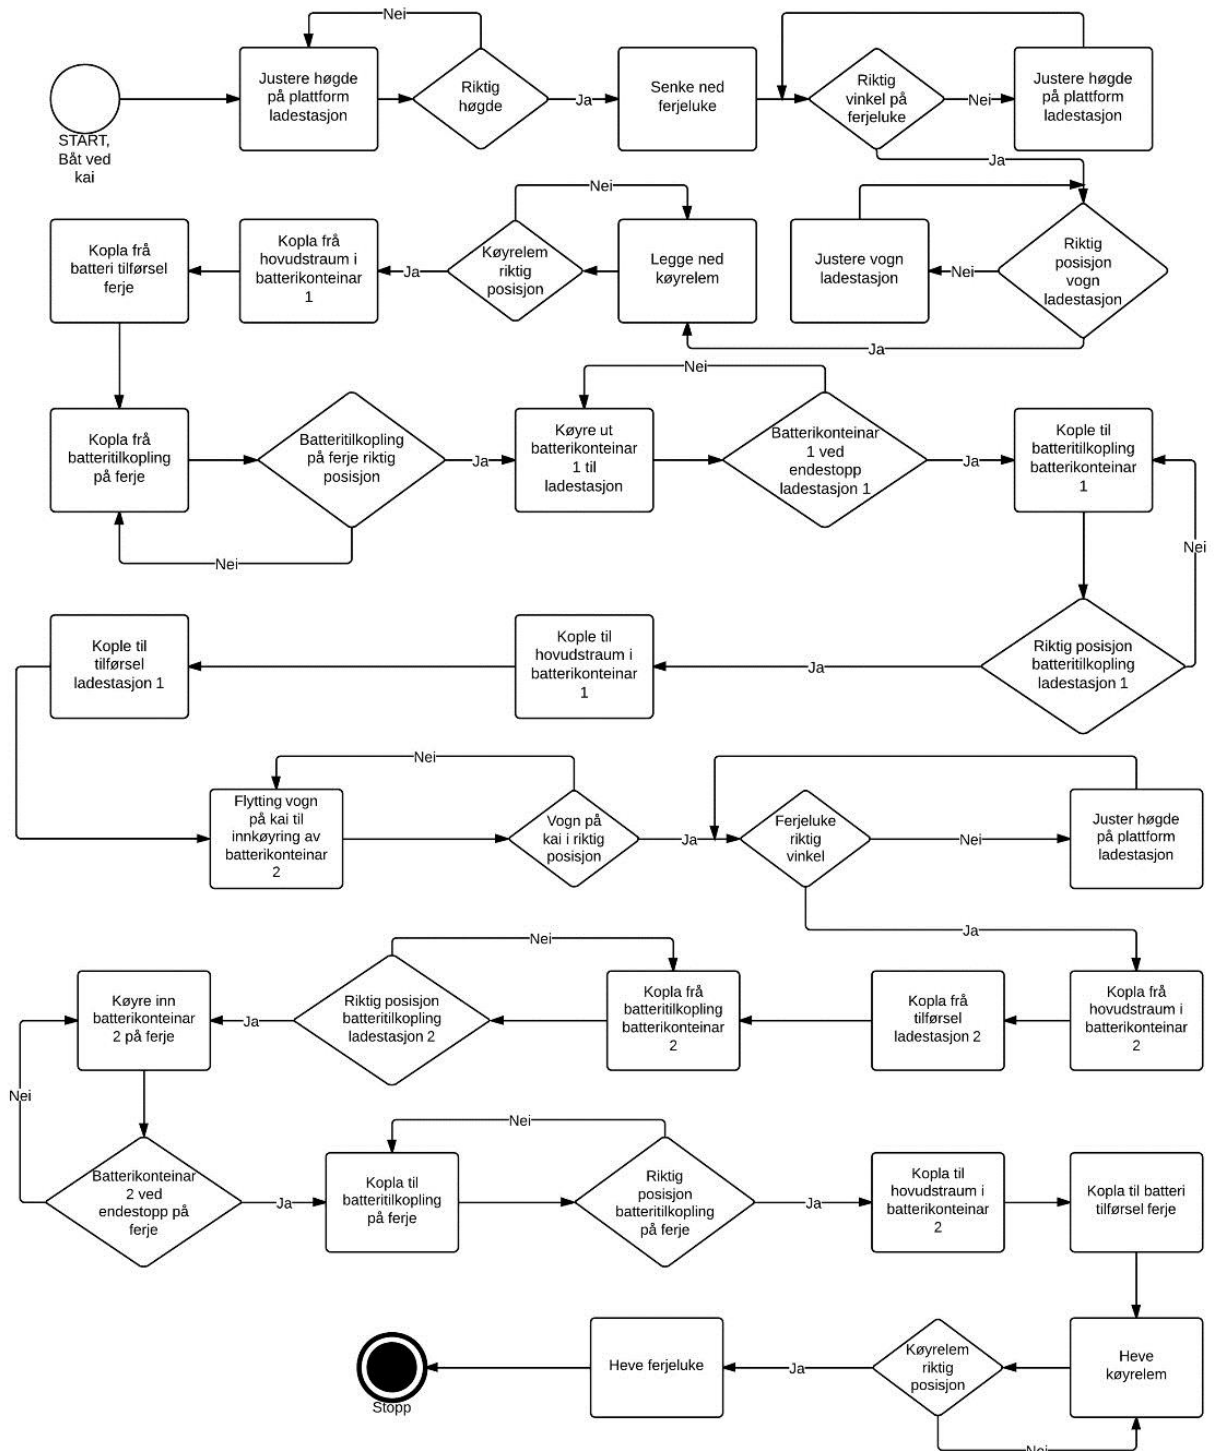 Nei
START,
Båt ved
kai
Justere høgde
på plattform
ladestasjon
Riktig
høgde
Ja
Senke ned
ferjeluke
Riktig
vinkel på
ferjeluke
Nei
Justere høgde
på plattform
ladestasjon
Ja
Nei
Kopla frå
batteri tilførsel
ferje
Kopla frå
hovudstraum i
batterikonteinar
1
Ja
Køyrelem
riktig
posisjon
Legge ned
køyrelem
Justere vogn
ladestasjon
Nei
Riktig
posisjon
vogn
ladestasjon
Ja
Nei
Kopla frå
batteritilkopling
på ferje
Batteritilkopling
på ferje riktig
posisjon
Ja
Køyre ut
batterikonteinar
1 til
ladestasjon
Batterikonteinar
1 ved
endestopp
ladestasjon 1
Ja
Kople til
batteritilkopling
batterikonteinar
1
Nei
Nei
Kople til
tilførsel
ladestasjon 1
Kople til
hovudstraum i
batterikonteinar
1
Ja
Riktig posisjon
batteritilkopling
ladestasjon 1
Nei
Flytting vogn
på kai til
innkøyring av
batterikonteinar
2
Vogn på
kai i riktig
posisjon
Ja
Ferjeluke
riktig
vinkel
Nei
Juster høgde
på plattform
ladestasjon
Ja
Nei
Køyre inn
batterikonteinar
2 på ferje
Ja
Riktig posisjon
batteritilkopling
ladestasjon 2
Kopla frå
batteritilkopling
batterikonteinar
2
Kopla frå
tilførsel
ladestasjon 2
Kopla frå
hovudstraum i
batterikonteinar
2
Nei
Nei
Batterikonteinar
2 ved
endestopp på
ferje
Ja
Kopla til
batteritilkopling
på ferje
Riktig
posisjon
batteritilkopling
på ferje
Ja
Kopla til
hovudstraum i
batterikonteinar
2
Kopla til batteri
tilførsel ferje
Stopp
Heve ferjeluke
Ja
Køyrelem
riktig
posisjon
Heve
køyrelem
Nei